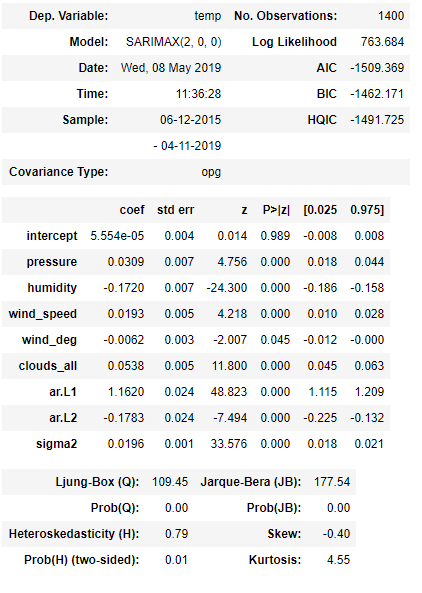 Dep. Variable: temp No. Observations: 1400
Model: SARIMAX(2, 0, 0) Log Likelihood 763.684
Date: Wed, 08 May 2019 AIC -1509.369
Time: 11:36:28 BIC -1462.171
Sample: 06-12-2015 HQIC -1491.725
- 04-11-2019
Covariance Type: opg
coef std err z P>|z| [0.025 0.975]
intercept 5.554e-05 0.004 0.014 0.989 -0.008 0.008
pressure 0.0309 0.007 4.756 0.000 0.018 0.044
humidity -0.1720 0.007 -24.300 0.000 -0.186 -0.158
wind_speed 0.0193 0.005 4.218 0.000 0.010 0.028
wind_deg -0.0062 0.003 -2.007 0.045 -0.012 -0.000
clouds_all 0.0538 0.005 11.800 0.000 0.045 0.063
ar.L1 1.1620 0.024 48.823 0.000 1.115 1.209
ar.L2 -0.1783 0.024 -7.494 0.000 -0.225 -0.132
sigma2 0.0196 0.001 33.576 0.000 0.018 0.021
Ljung-Box (Q): 109.45 Jarque-Bera (JB): 177.54
Prob(Q): 0.00 Prob(JB): 0.00
Heteroskedasticity (H): 0.79 Skew: -0.40
Prob(H) (two-sided): 0.01 Kurtosis: 4.55